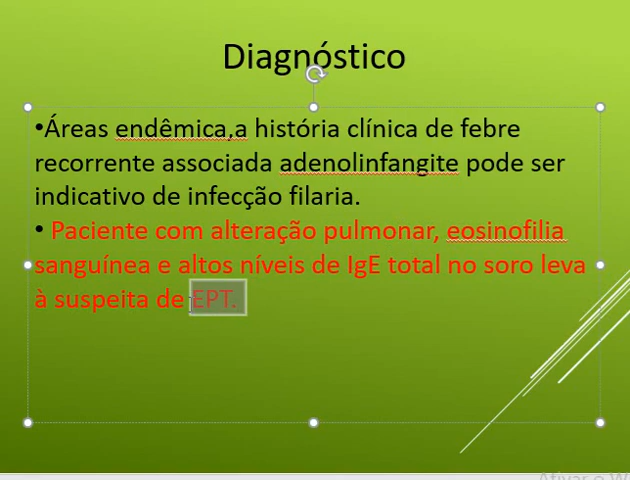 Diagnóstico
•Áreas endêmica,a história clínica de febre
recorrente associada adenolinfangite pode ser
indicativo de infecção filaria.
• Paciente com alteração pulmonar, eosinofilia
sanguínea e altos níveis de IgE total no soro leva
à suspeita de EPT.